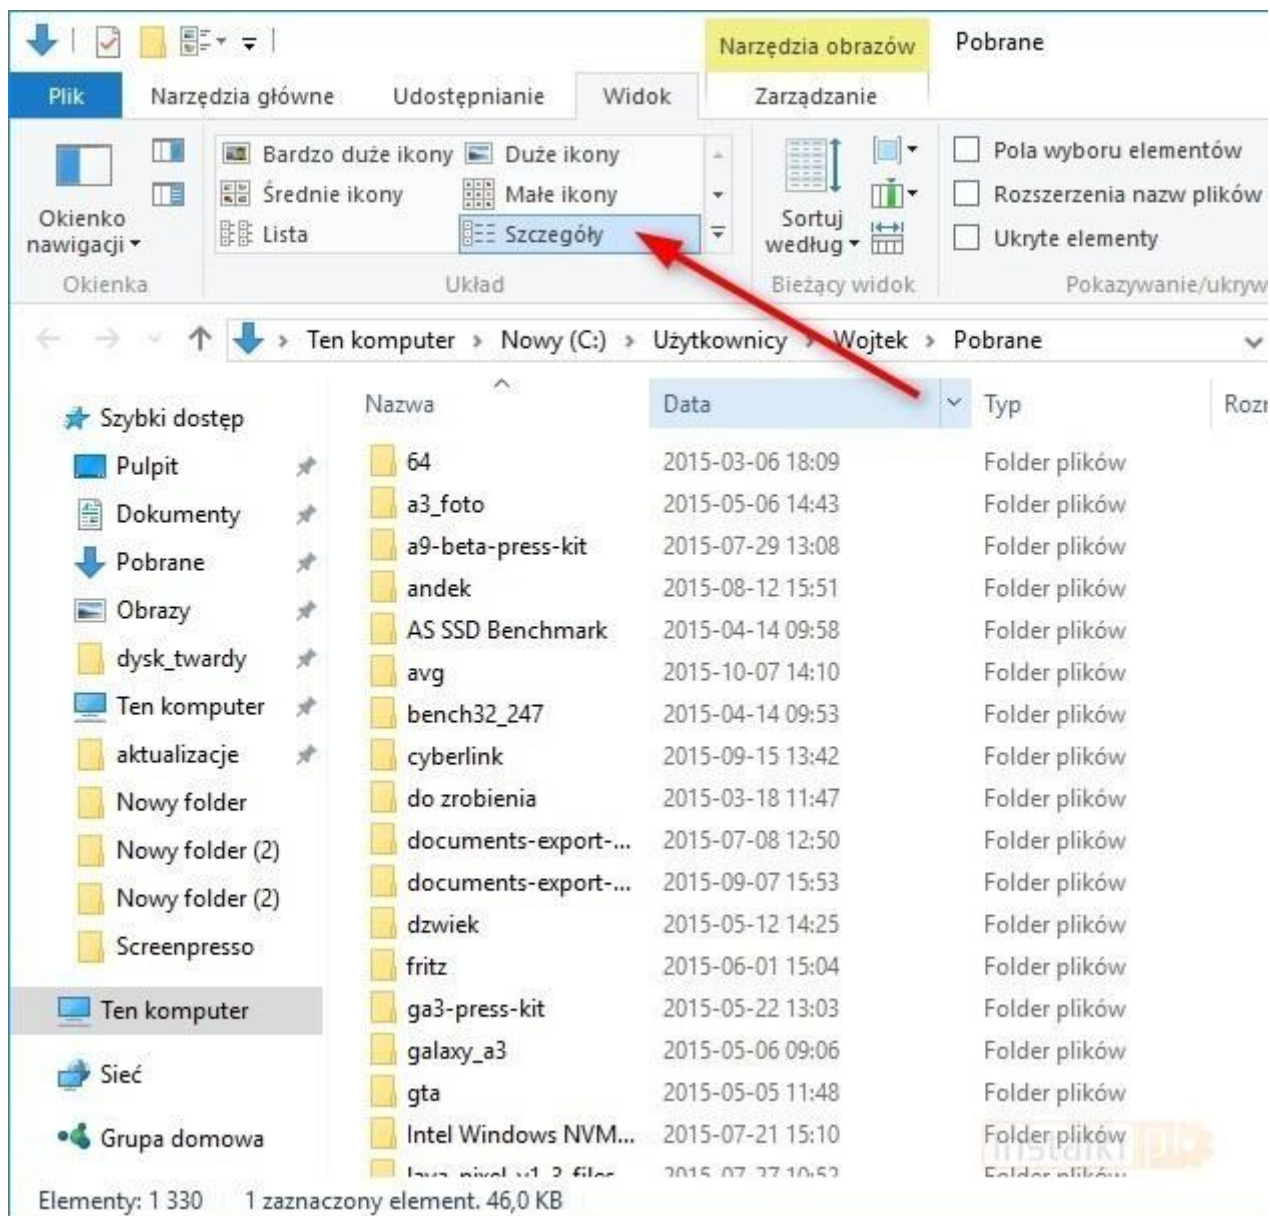 Narzędzia obrazów Pobrane
Plik Narzędzia główne Udostępnianie Widok Zarządzanie
Bardzo duże ikony Duże ikony
Średnie ikony Małe ikony
Lista Szczegóły
Okienko
nawigacji
Sortuj
według
Pola wyboru elementów
Rozszerzenia nazw plików
Ukryte elementy
Okienka Układ Bieżący widok Pokazywanie/ukryw
Ten komputer > Nowy (C:) > Użytkownicy > Wojtek > Pobrane
Szybki dostęp
Pulpit
Dokumenty
Pobrane
Obrazy
dysk_twardy
Ten komputer
aktualizacje
Nowy folder
Nowy folder (2)
Nowy folder (2)
Screenpresso
Ten komputer
Sieć
Grupa domowa
Nazwa Data Typ Rozm
64 2015-03-06 18:09 Folder plików
a3_foto 2015-05-06 14:43 Folder plików
a9-beta-press-kit 2015-07-29 13:08 Folder plików
andek 2015-08-12 15:51 Folder plików
AS SSD Benchmark 2015-04-14 09:58 Folder plików
avg 2015-10-07 14:10 Folder plików
bench32_247 2015-04-14 09:53 Folder plików
cyberlink 2015-09-15 13:42 Folder plików
do zrobienia 2015-03-18 11:47 Folder plików
documents-export-... 2015-07-08 12:50 Folder plików
documents-export-... 2015-09-07 15:53 Folder plików
dzwiek 2015-05-12 14:25 Folder plików
fritz 2015-06-01 15:04 Folder plików
ga3-press-kit 2015-05-22 13:03 Folder plików
galaxy_a3 2015-05-06 09:06 Folder plików
gta 2015-05-05 11:48 Folder plików
Intel Windows NVM... 2015-07-21 15:10 Folder plików
Elementy: 1 330 1 zaznaczony element. 46,0 KB